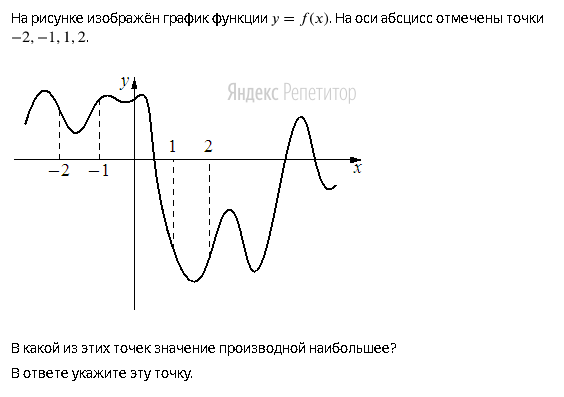 На рисунке изображён график функции y = f(x). На оси абсцисс отмечены точки
−2, −1, 1, 2.
y
Яндекс Репетитор
1 2
−2 −1
x
В какой из этих точек значение производной наибольшее?
В ответе укажите эту точку.